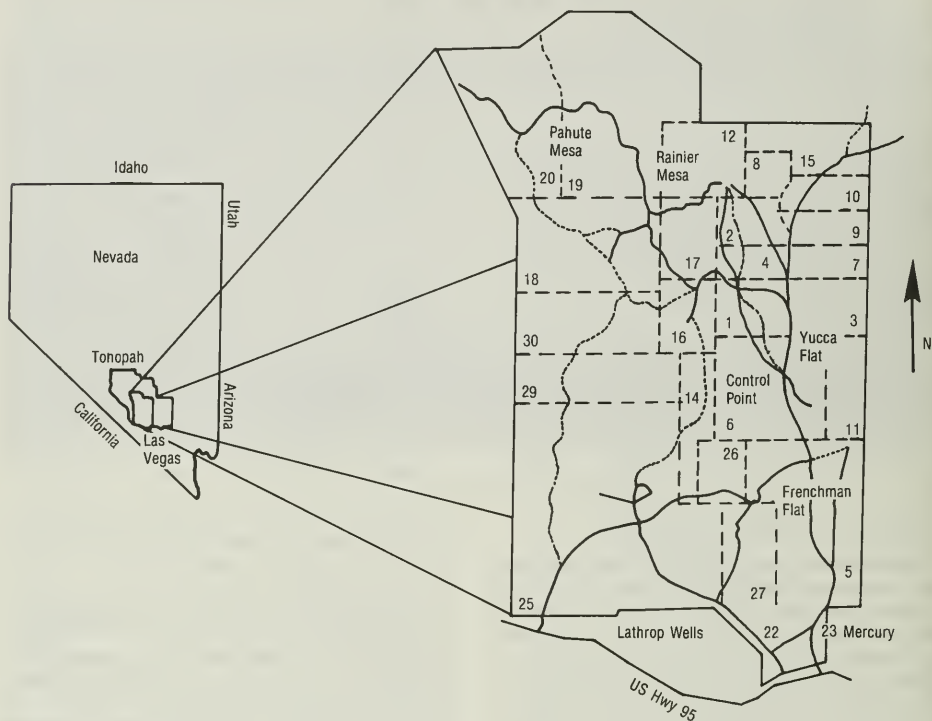 Idaho
Utah
Nevada
Tonopah
California
Las
Vegas
Arizona
Pahute
Mesa
20
19
Rainier
Mesa
12
8
15
10
9
2
17
4
7
18
16
1
3
Yucca
Flat
30
29
14
Control
Point
6
11
26
Frenchman
Flat
5
27
25
Lathrop Wells
22
23 Mercury
US Hwy 95
N